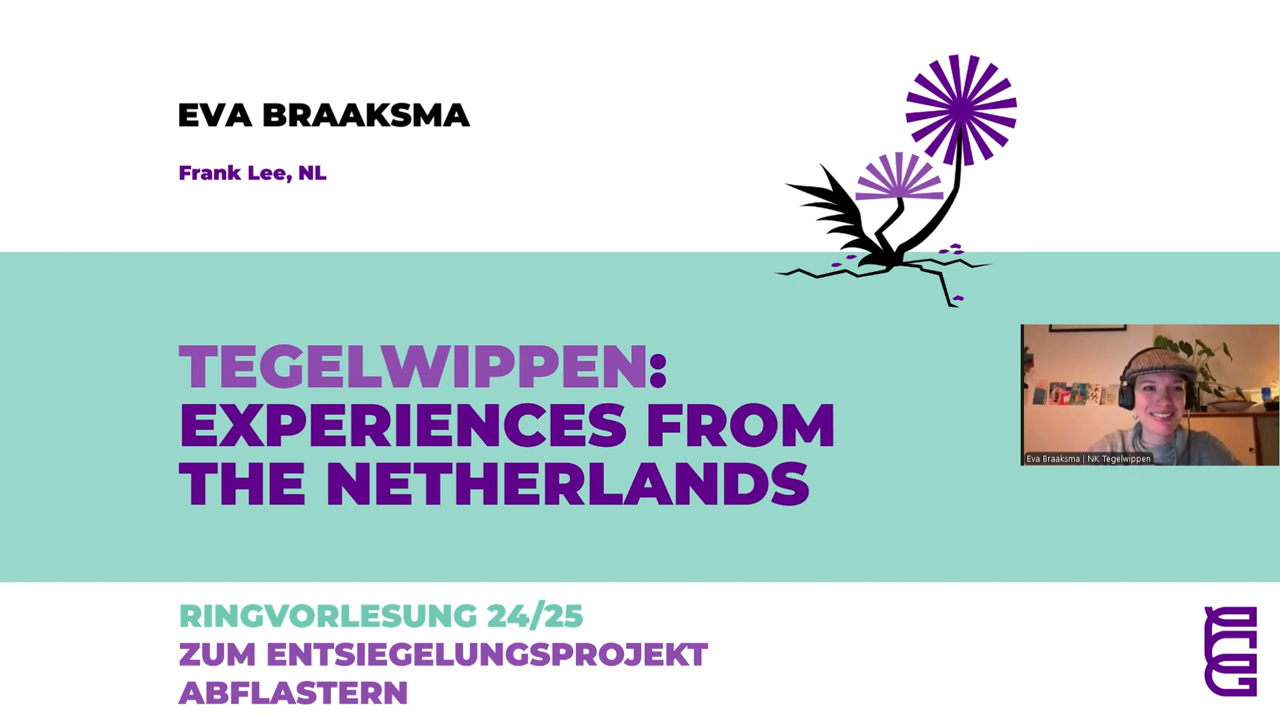 EVA BRAAKSMA
Frank Lee, NL
TEGELWIPPEN:
EXPERIENCES FROM
THE NETHERLANDS
Eva Braaksma | NK Tegelwippen
RINGVORLESUNG 24/25
ZUM ENTSIEGELUNGSPROJEKT
ABFLASTERN